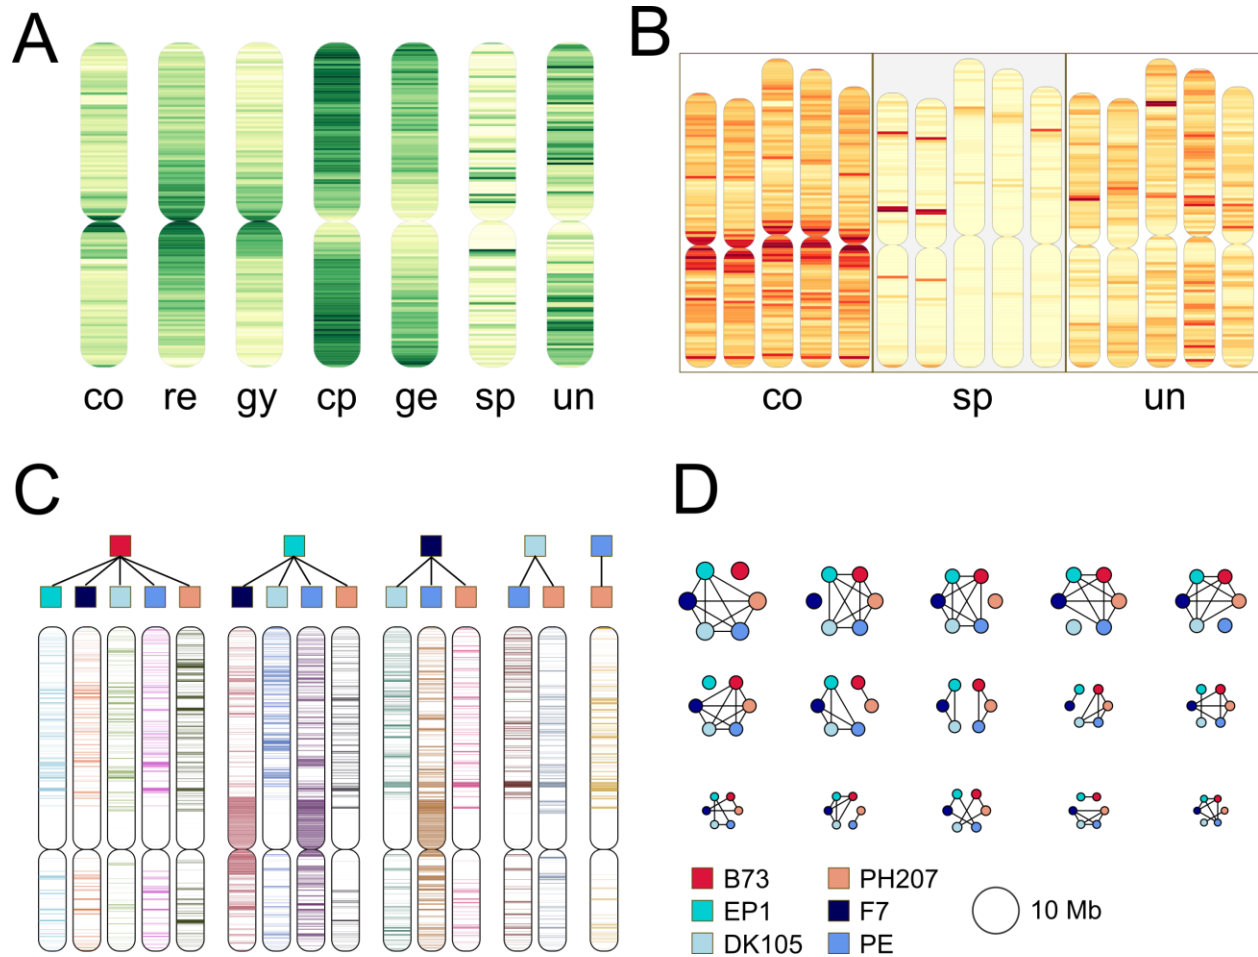 A
B
co re gy cp ge sp un
co sp un
C
D
B73 PH207
EP1 F7 10 Mb
DK105 PE